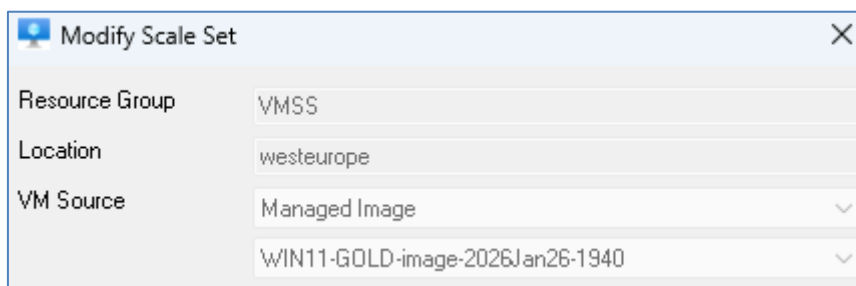 Modify Scale Set
Resource Group VMSS
Location westeurope
VM Source Managed Image
WIN11-GOLD-image-2026Jan26-1940